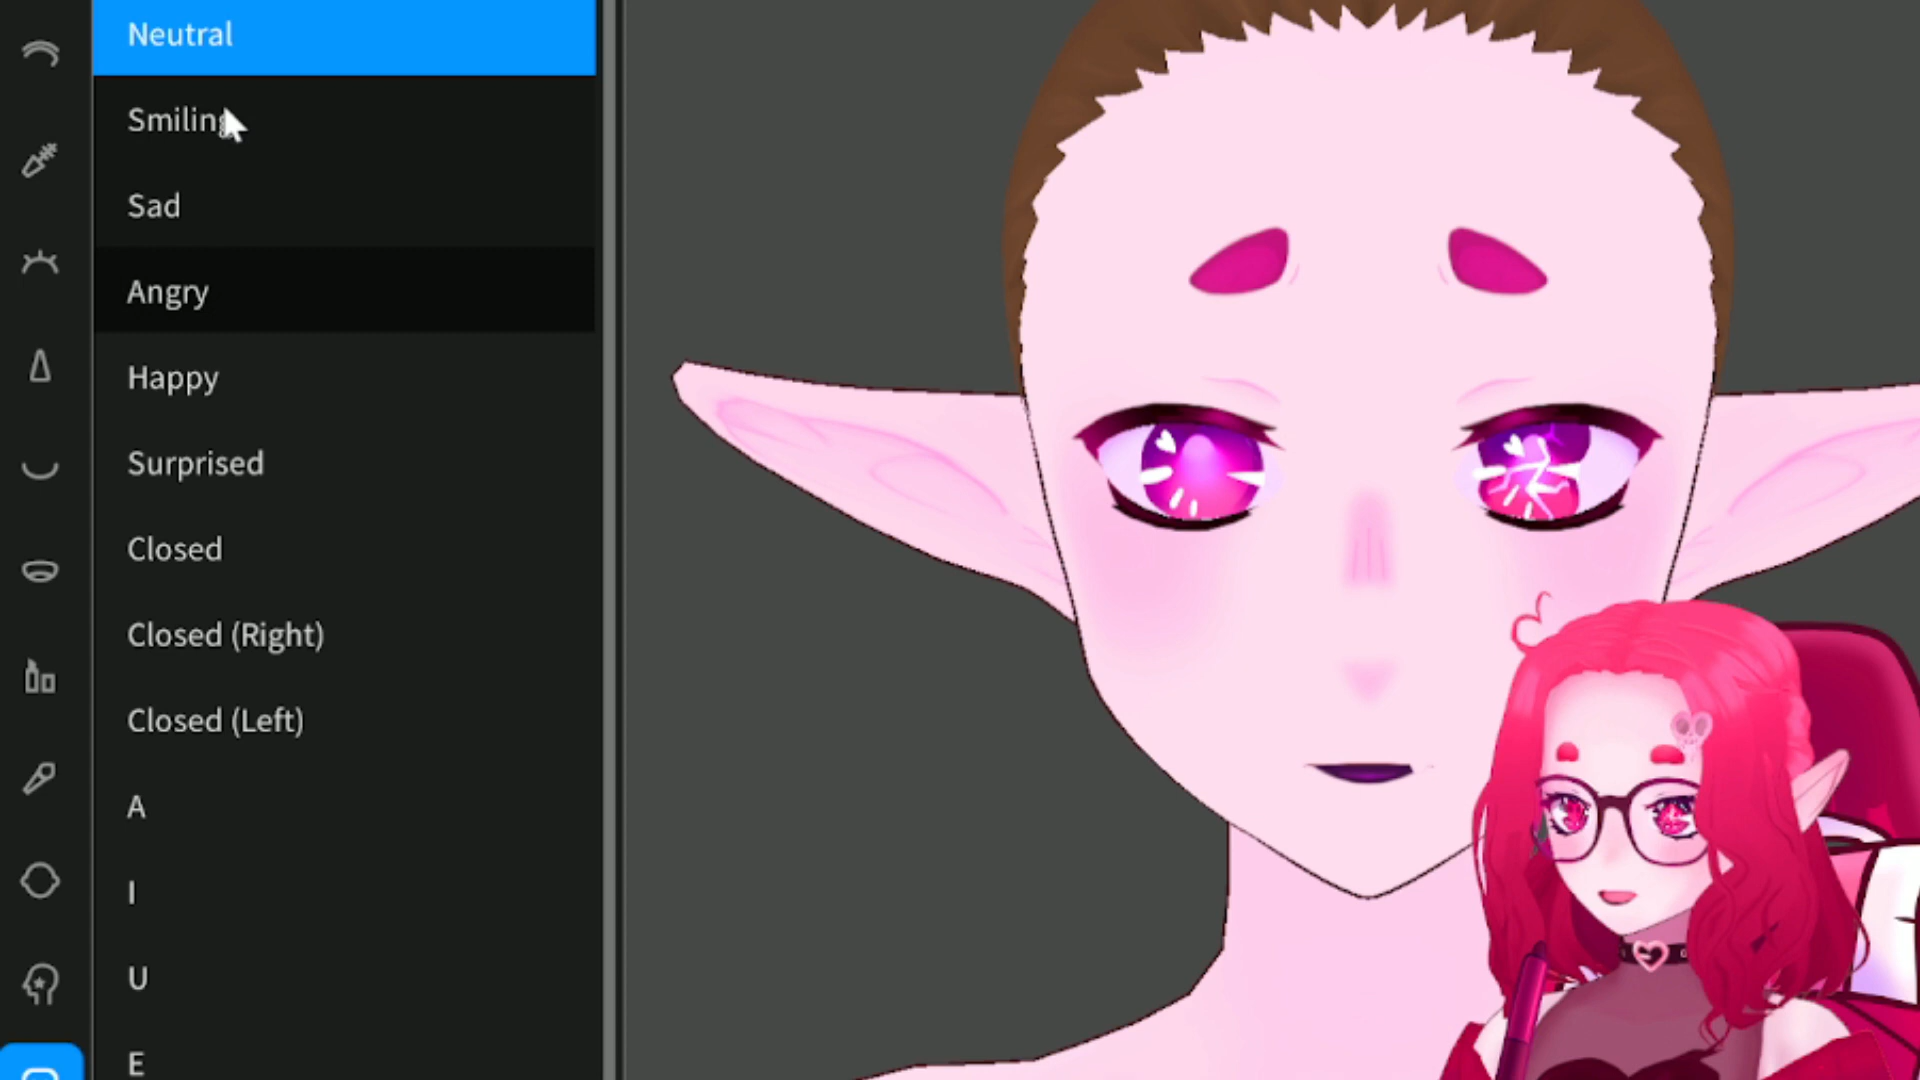 Neutral
Smiling
Sad
Angry
Happy
Surprised
Closed
Closed (Right)
Closed (Left)
A
I
U
E